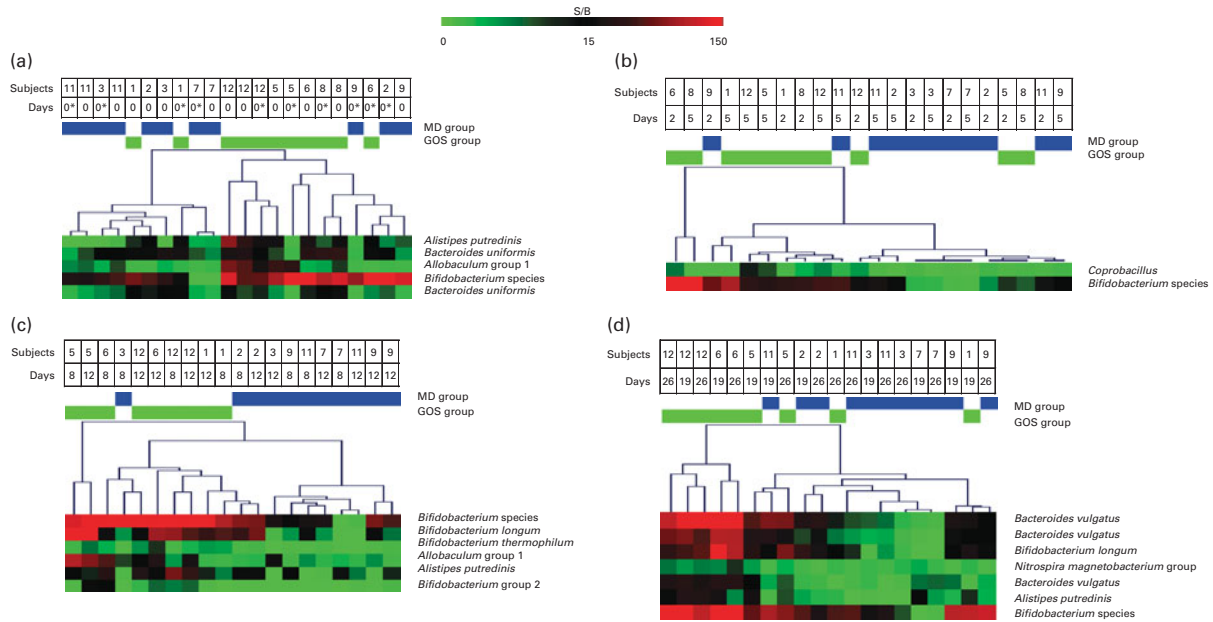 S/B
0 15 150
(a)
Subjects 11 11 3 11 1 2 3 1 7 7 12 12 12 5 5 6 8 8 9 6 2 9
Days 0* 0 0* 0 0 0 0 0* 0* 0 0 0 0* 0 0* 0 0* 0 0* 0* 0* 0
MD group
GOS group
Alistipes putredinis
Bacteroides uniformis
Allobaculum group 1
Bifidobacterium species
Bacteroides uniformis
(b)
Subjects 6 8 9 1 12 5 1 8 12 11 5 11 2 3 3 7 7 2 5 8 11 9
Days 2 2 2 5 5 5 2 5 2 5 2 2 5 2 5 2 5 2 5 2 2 5
MD group
GOS group
Coprobacillus
Bifidobacterium species
(c)
Subjects 5 5 6 3 12 6 12 12 1 1 2 2 3 9 11 7 7 11 9 9
Days 8 12 12 8 12 8 12 12 12 8 8 12 12 8 8 12 8 12 8 12
MD group
GOS group
Bifidobacterium species
Bifidobacterium longum
Bifidobacterium thermophilum
Allobaculum group 1
Alistipes putredinis
Bifidobacterium group 2
(d)
Subjects 12 12 12 6 6 5 11 5 2 2 1 11 3 11 3 7 7 9 1 9
Days 26 19 26 19 26 19 19 26 19 26 26 19 26 26 19 19 26 19 19 26
MD group
GOS group
Bacteroides vulgatus
Bacteroides vulgatus
Bifidobacterium longum
Nitrospira magnetobacterium group
Bacteroides vulgatus
Alistipes putredinis
Bifidobacterium species